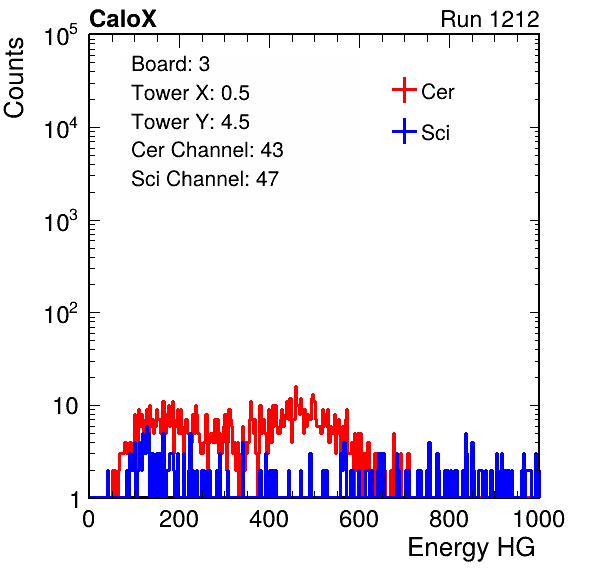 CaloX Run 1212
Counts
Board: 3
Tower X: 0.5
Tower Y: 4.5
Cer Channel: 43
Sci Channel: 47
Cer
Sci
10^5
10^4
10^3
10^2
10
1
0 200 400 600 800 1000
Energy HG